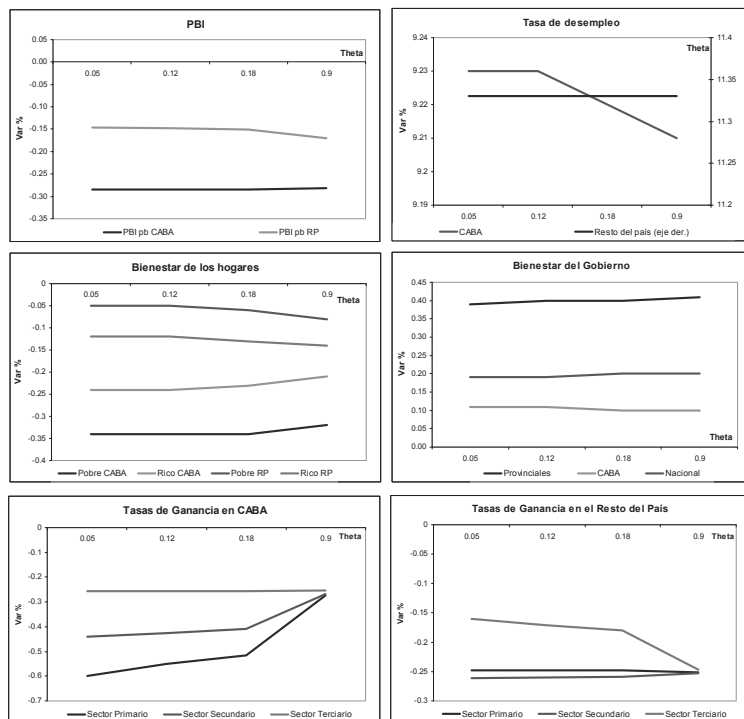 PBI
0.05
0.00
-0.05
-0.10
-0.15
-0.20
-0.25
-0.30
-0.35
Var %
Theta
0.05 0.12 0.18 0.9
PBI pb CABA PBI pb RP
Tasa de desempleo
9.24
9.23
9.22
9.21
9.2
9.19
Var %
Theta
11.4
11.35
11.3
11.25
11.2
0.05 0.12 0.18 0.9
CABA Resto del país (eje der.)
Bienestar de los hogares
0
-0.05
-0.1
-0.15
-0.2
-0.25
-0.3
-0.35
-0.4
Var %
0.05 0.12 0.18 0.9
Theta
Pobre CABA Rico CABA Pobre RP Rico RP
Bienestar del Gobierno
0.45
0.40
0.35
0.30
0.25
0.20
0.15
0.10
0.05
0.00
Var %
Theta
0.05 0.12 0.18 0.9
Provinciales CABA Nacional
Tasas de Ganancia en CABA
0
-0.1
-0.2
-0.3
-0.4
-0.5
-0.6
-0.7
Var %
0.05 0.12 0.18 0.9 Theta
Sector Primario Sector Secundario Sector Terciario
Tasas de Ganancia en el Resto del País
0
-0.05
-0.1
-0.15
-0.2
-0.25
-0.3
Var %
0.05 0.12 0.18 0.9
Theta
Sector Primario Sector Secundario Sector Terciario